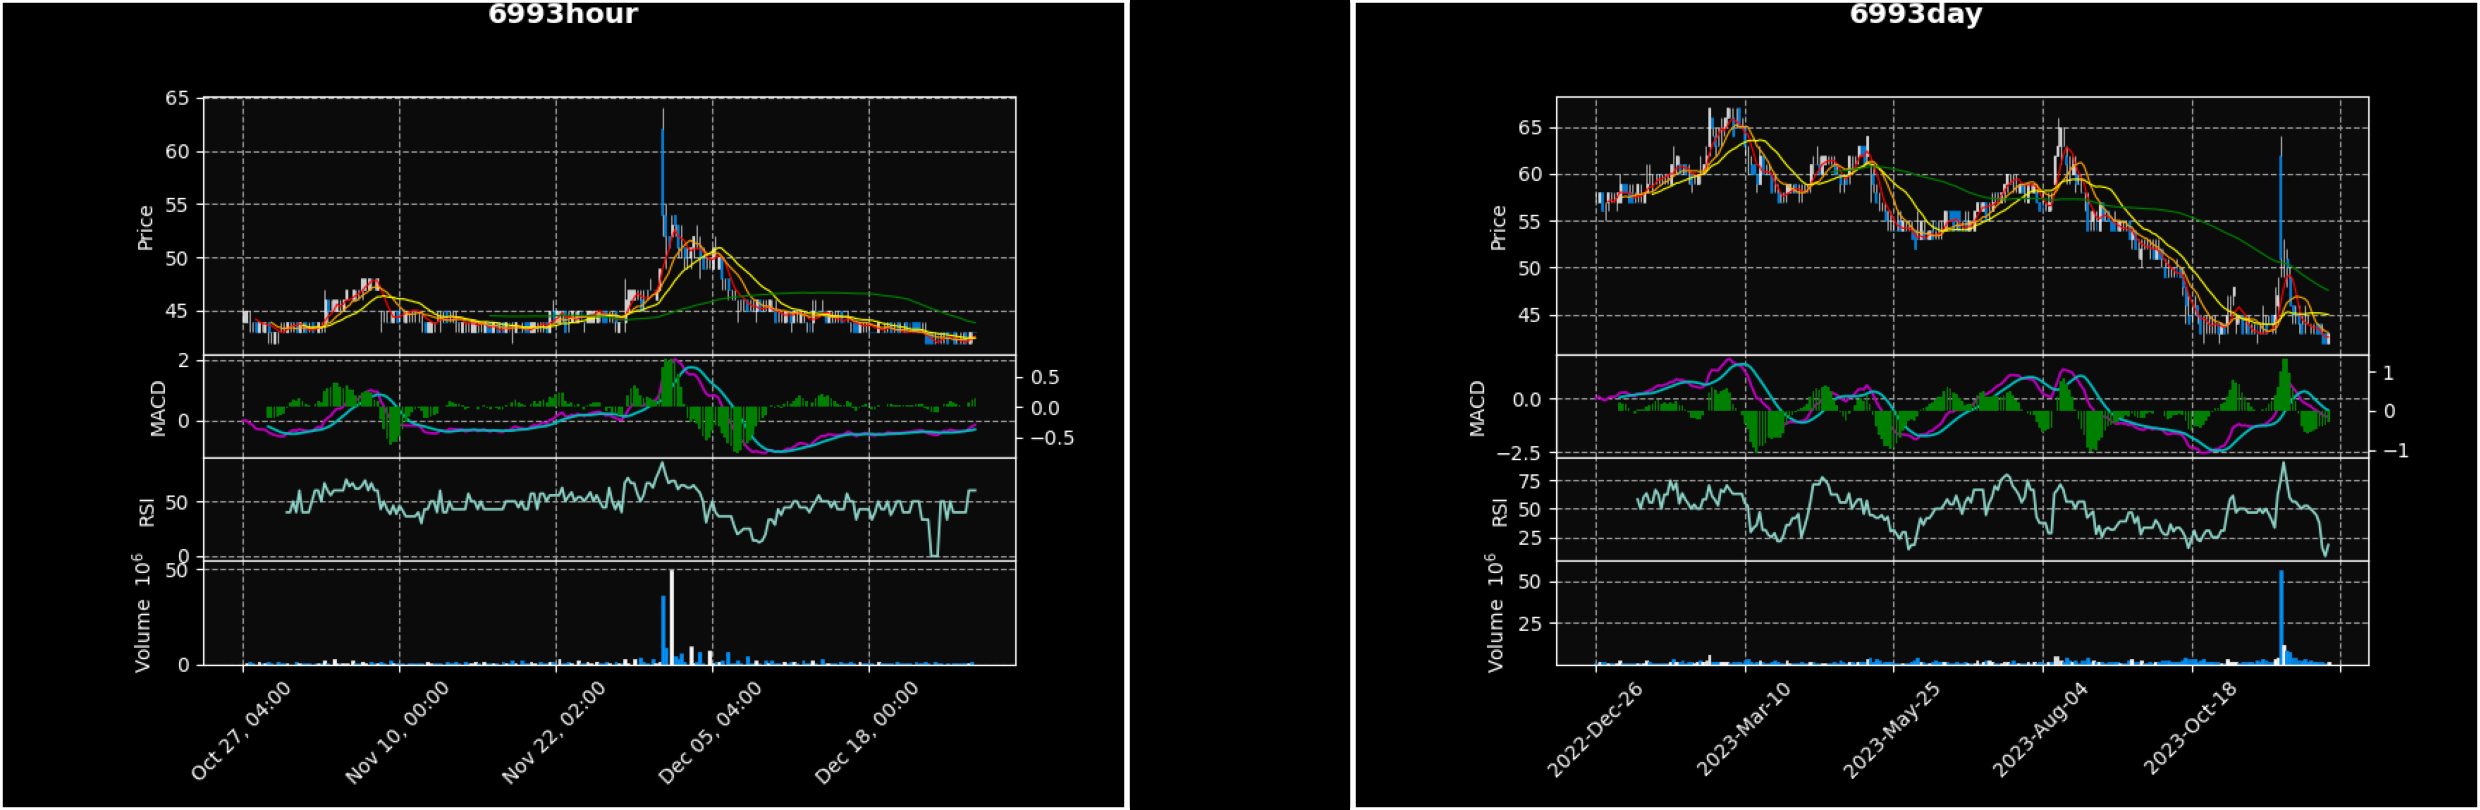 6993hour
65
60
55
50
45
Price
2
0
MACD
0.5
0.0
−0.5
50
0
RSI
50
0
Volume 10⁶
Oct 27, 04:00
Nov 10, 00:00
Nov 22, 02:00
Dec 05, 04:00
Dec 18, 00:00
6993day
65
60
55
50
45
Price
0.0
−2.5
MACD
1
0
−1
75
50
25
RSI
50
25
Volume 10⁶
2022-Dec-26
2023-Mar-10
2023-May-25
2023-Aug-04
2023-Oct-18